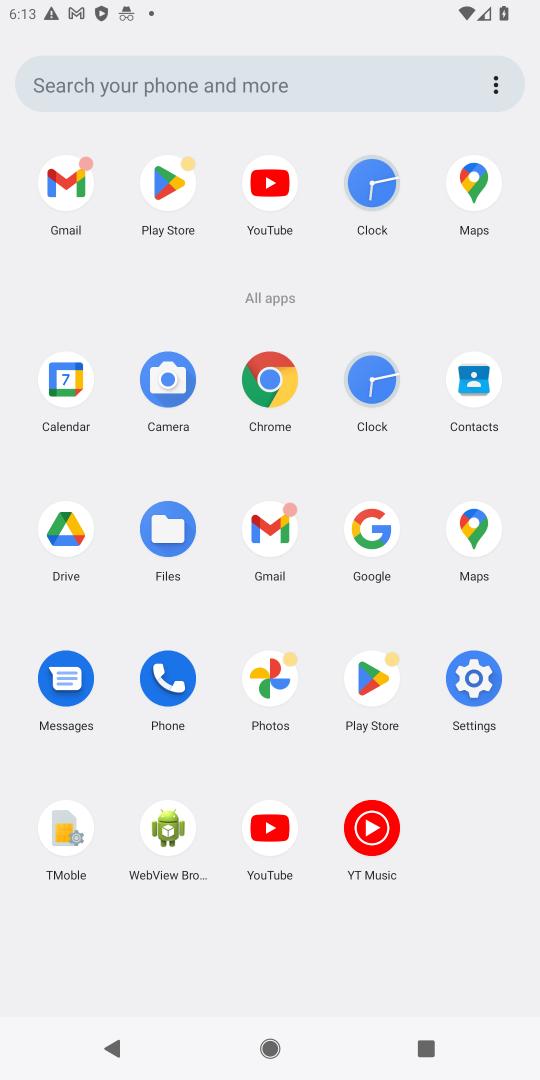 6:13
Search your phone and more
Gmail Play Store YouTube Clock Maps
All apps
7
Calendar Camera Chrome Clock Contacts
Drive Files Gmail Google Maps
Messages Phone Photos Play Store Settings
TMoble WebView Bro... YouTube YT Music